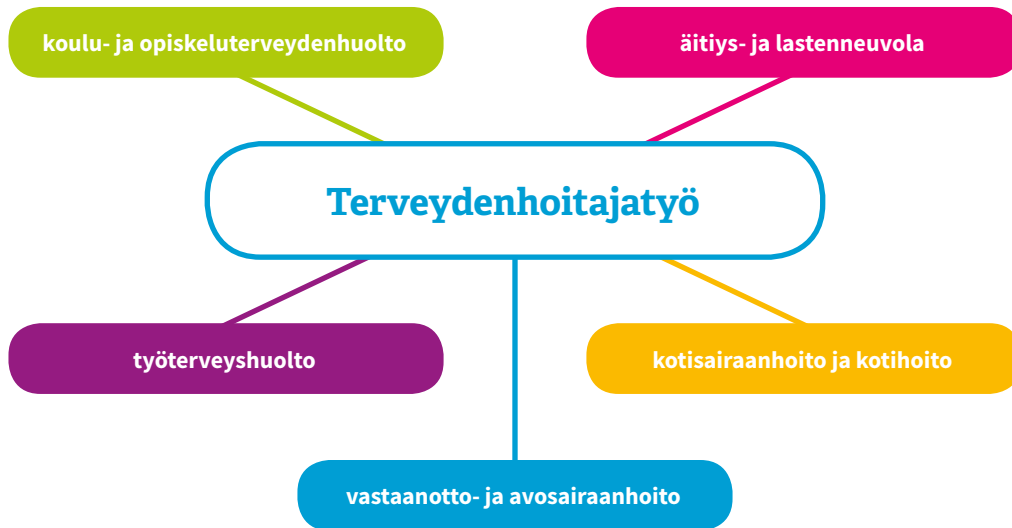 koulu- ja opiskeluterveydenhuolto
äitiys- ja lastenneuvola
Terveydenhoitajatyö
työterveyshuolto
kotisairaanhoito ja kotihoito
vastaanotto- ja avosairaanhoito